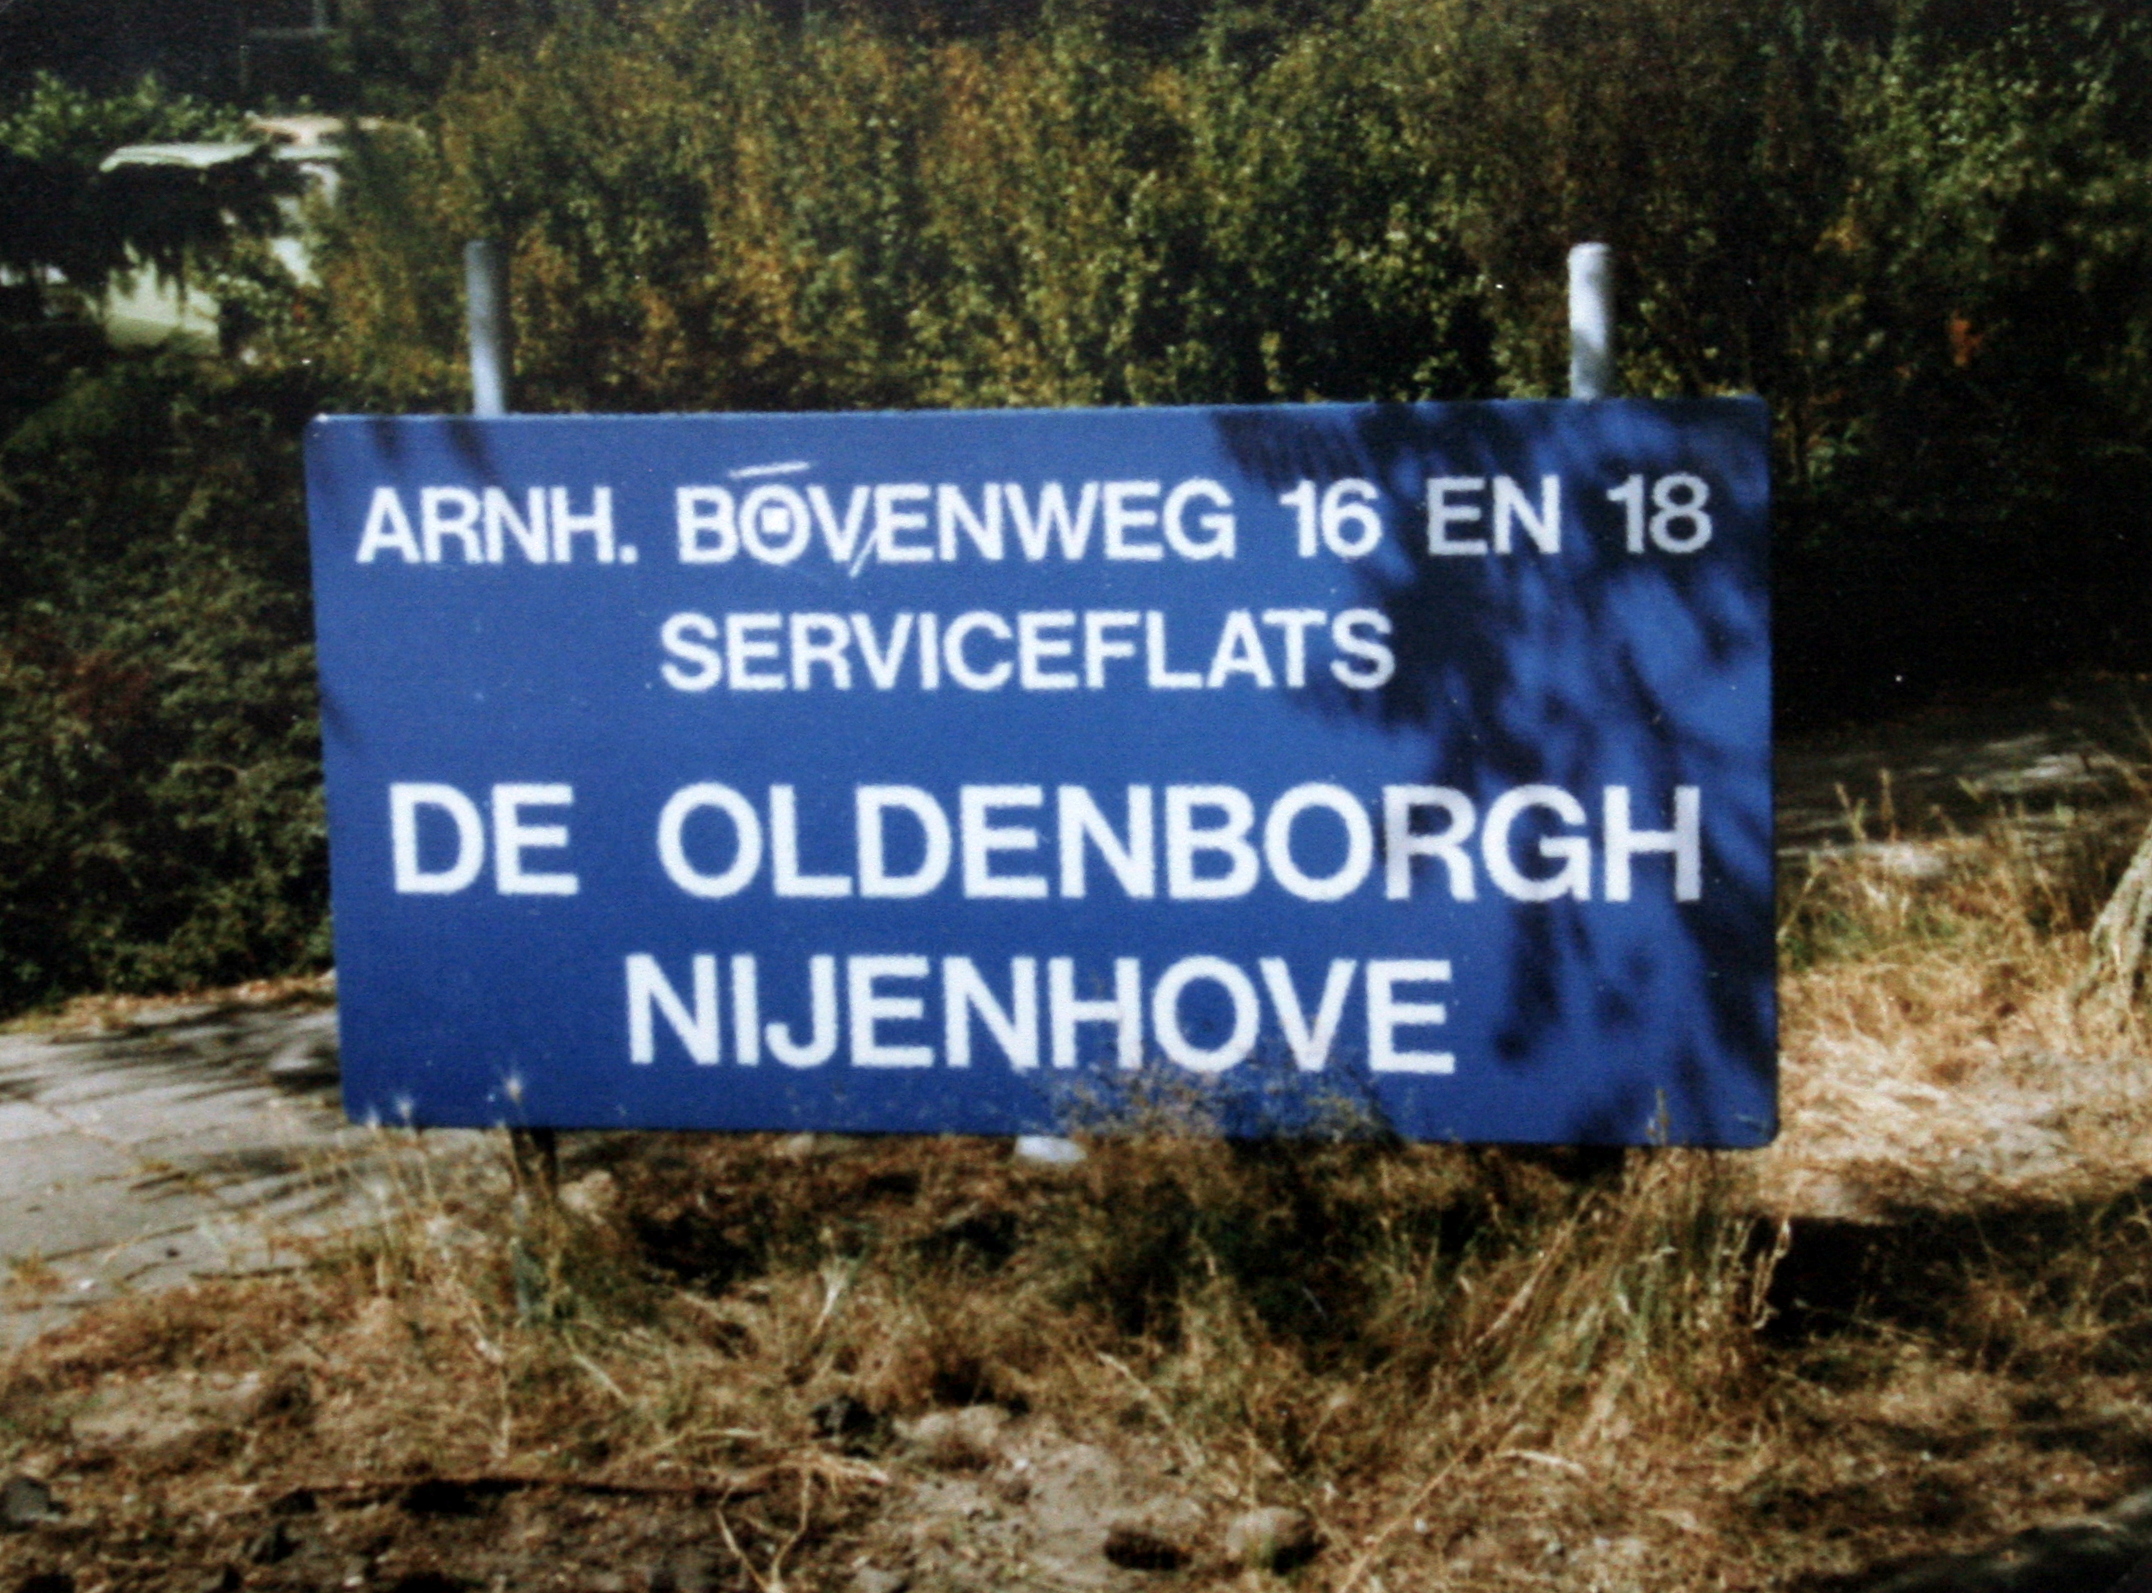 ARNH. BOVENWEG 16 EN 18
SERVICEFLATS
DE OLDENBORGH
NIJENHOVE